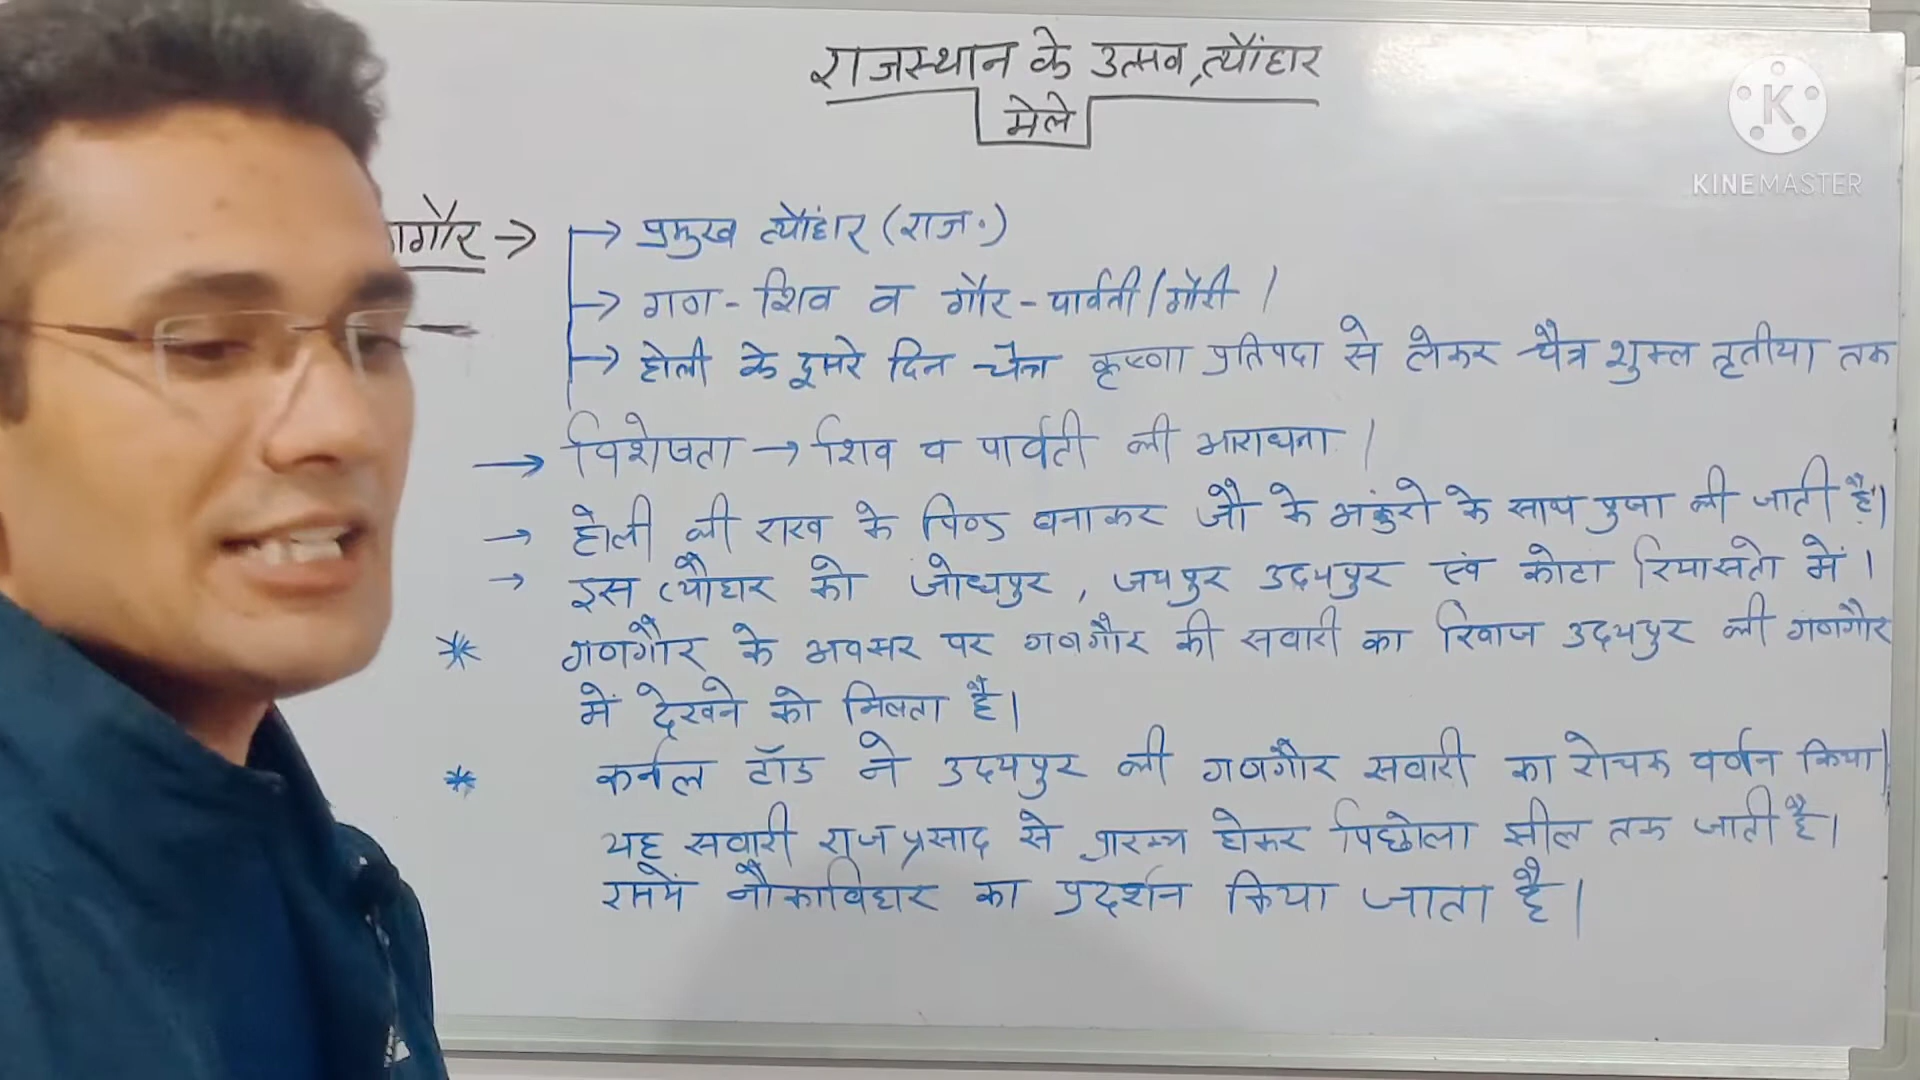 राजस्थान के उत्सव, त्यौंहार
मेले
K
KINEMASTER
गौर → → प्रमुख त्यौंहार (राज.)
→ गण - शिव व गौर - पार्वती/गौरी।
→ होली के दूसरे दिन चैत्र कृष्णा प्रतिपदा से लेकर चैत्र शुक्ल तृतीया तक
→ विशेषता → शिव व पार्वती की आराधना।
→ होली की राख के पिण्ड बनाकर जौ के अंकुरो के साथ पुजा की जाती है।
→ इस त्यौहार को जोधपुर, जयपुर उदयपुर एवं कोटा रियासतो में।
* गणगौर के अवसर पर गणगौर की सवारी का रिवाज उदयपुर की गणगौर
में देखने को मिलता है।
* कर्नल टॉड ने उदयपुर की गणगौर सवारी का रोचक वर्णन किया।
यह सवारी राज प्रसाद से प्रारम्भ होकर पिछोला झील तक जाती है।
नौकाविहार का प्रदर्शन किया जाता है।